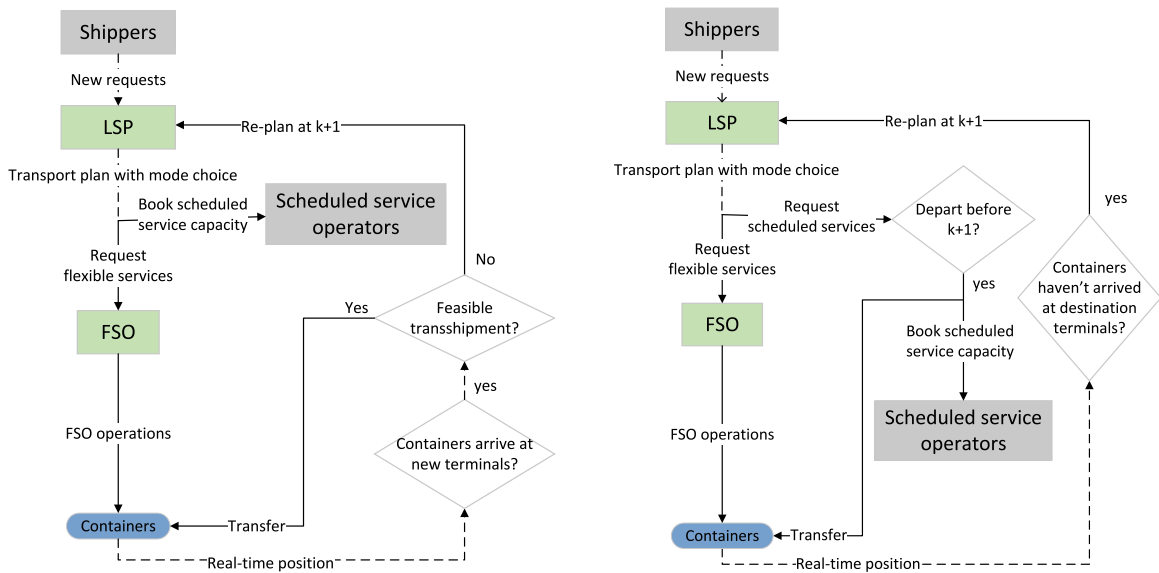 Shippers
New requests
LSP
Re-plan at k+1
Transport plan with mode choice
Book scheduled
service capacity
Scheduled service
operators
Request
flexible services
No
Yes
Feasible
transshipment?
FSO
yes
FSO operations
Containers arrive at
new terminals?
Containers
Transfer
Real-time position
Shippers
New requests
LSP
Re-plan at k+1
Transport plan with mode choice
yes
Request
scheduled services
Depart before
k+1?
Request
flexible services
Containers
haven't arrived
at destination
terminals?
yes
FSO
Book scheduled
service capacity
Scheduled service
operators
FSO operations
Containers
Transfer
Real-time position